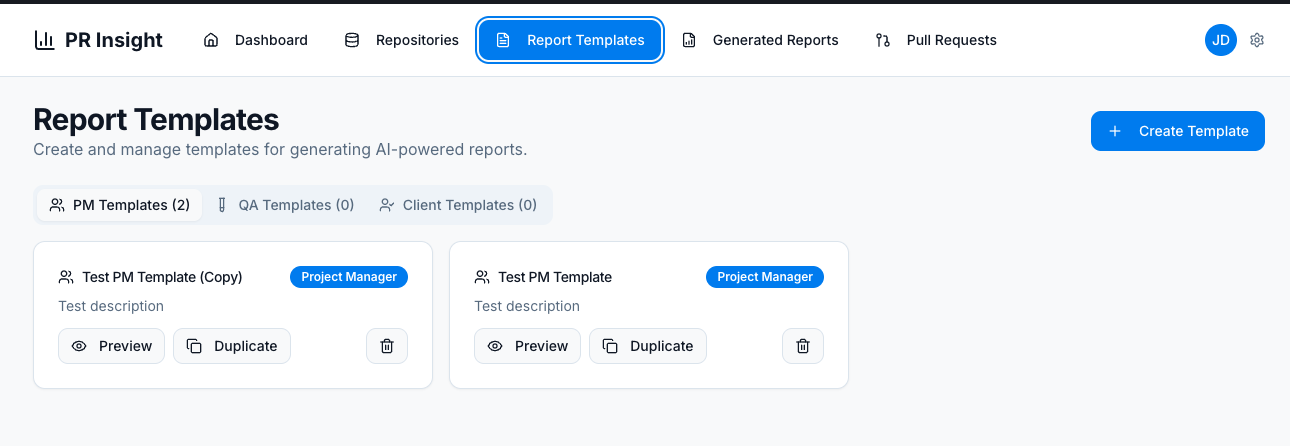 PR Insight Dashboard Repositories Report Templates Generated Reports Pull Requests JD
Report Templates
Create and manage templates for generating AI-powered reports.
Create Template
PM Templates (2) QA Templates (0) Client Templates (0)
Test PM Template (Copy) Project Manager
Test description
Preview Duplicate
Test PM Template Project Manager
Test description
Preview Duplicate